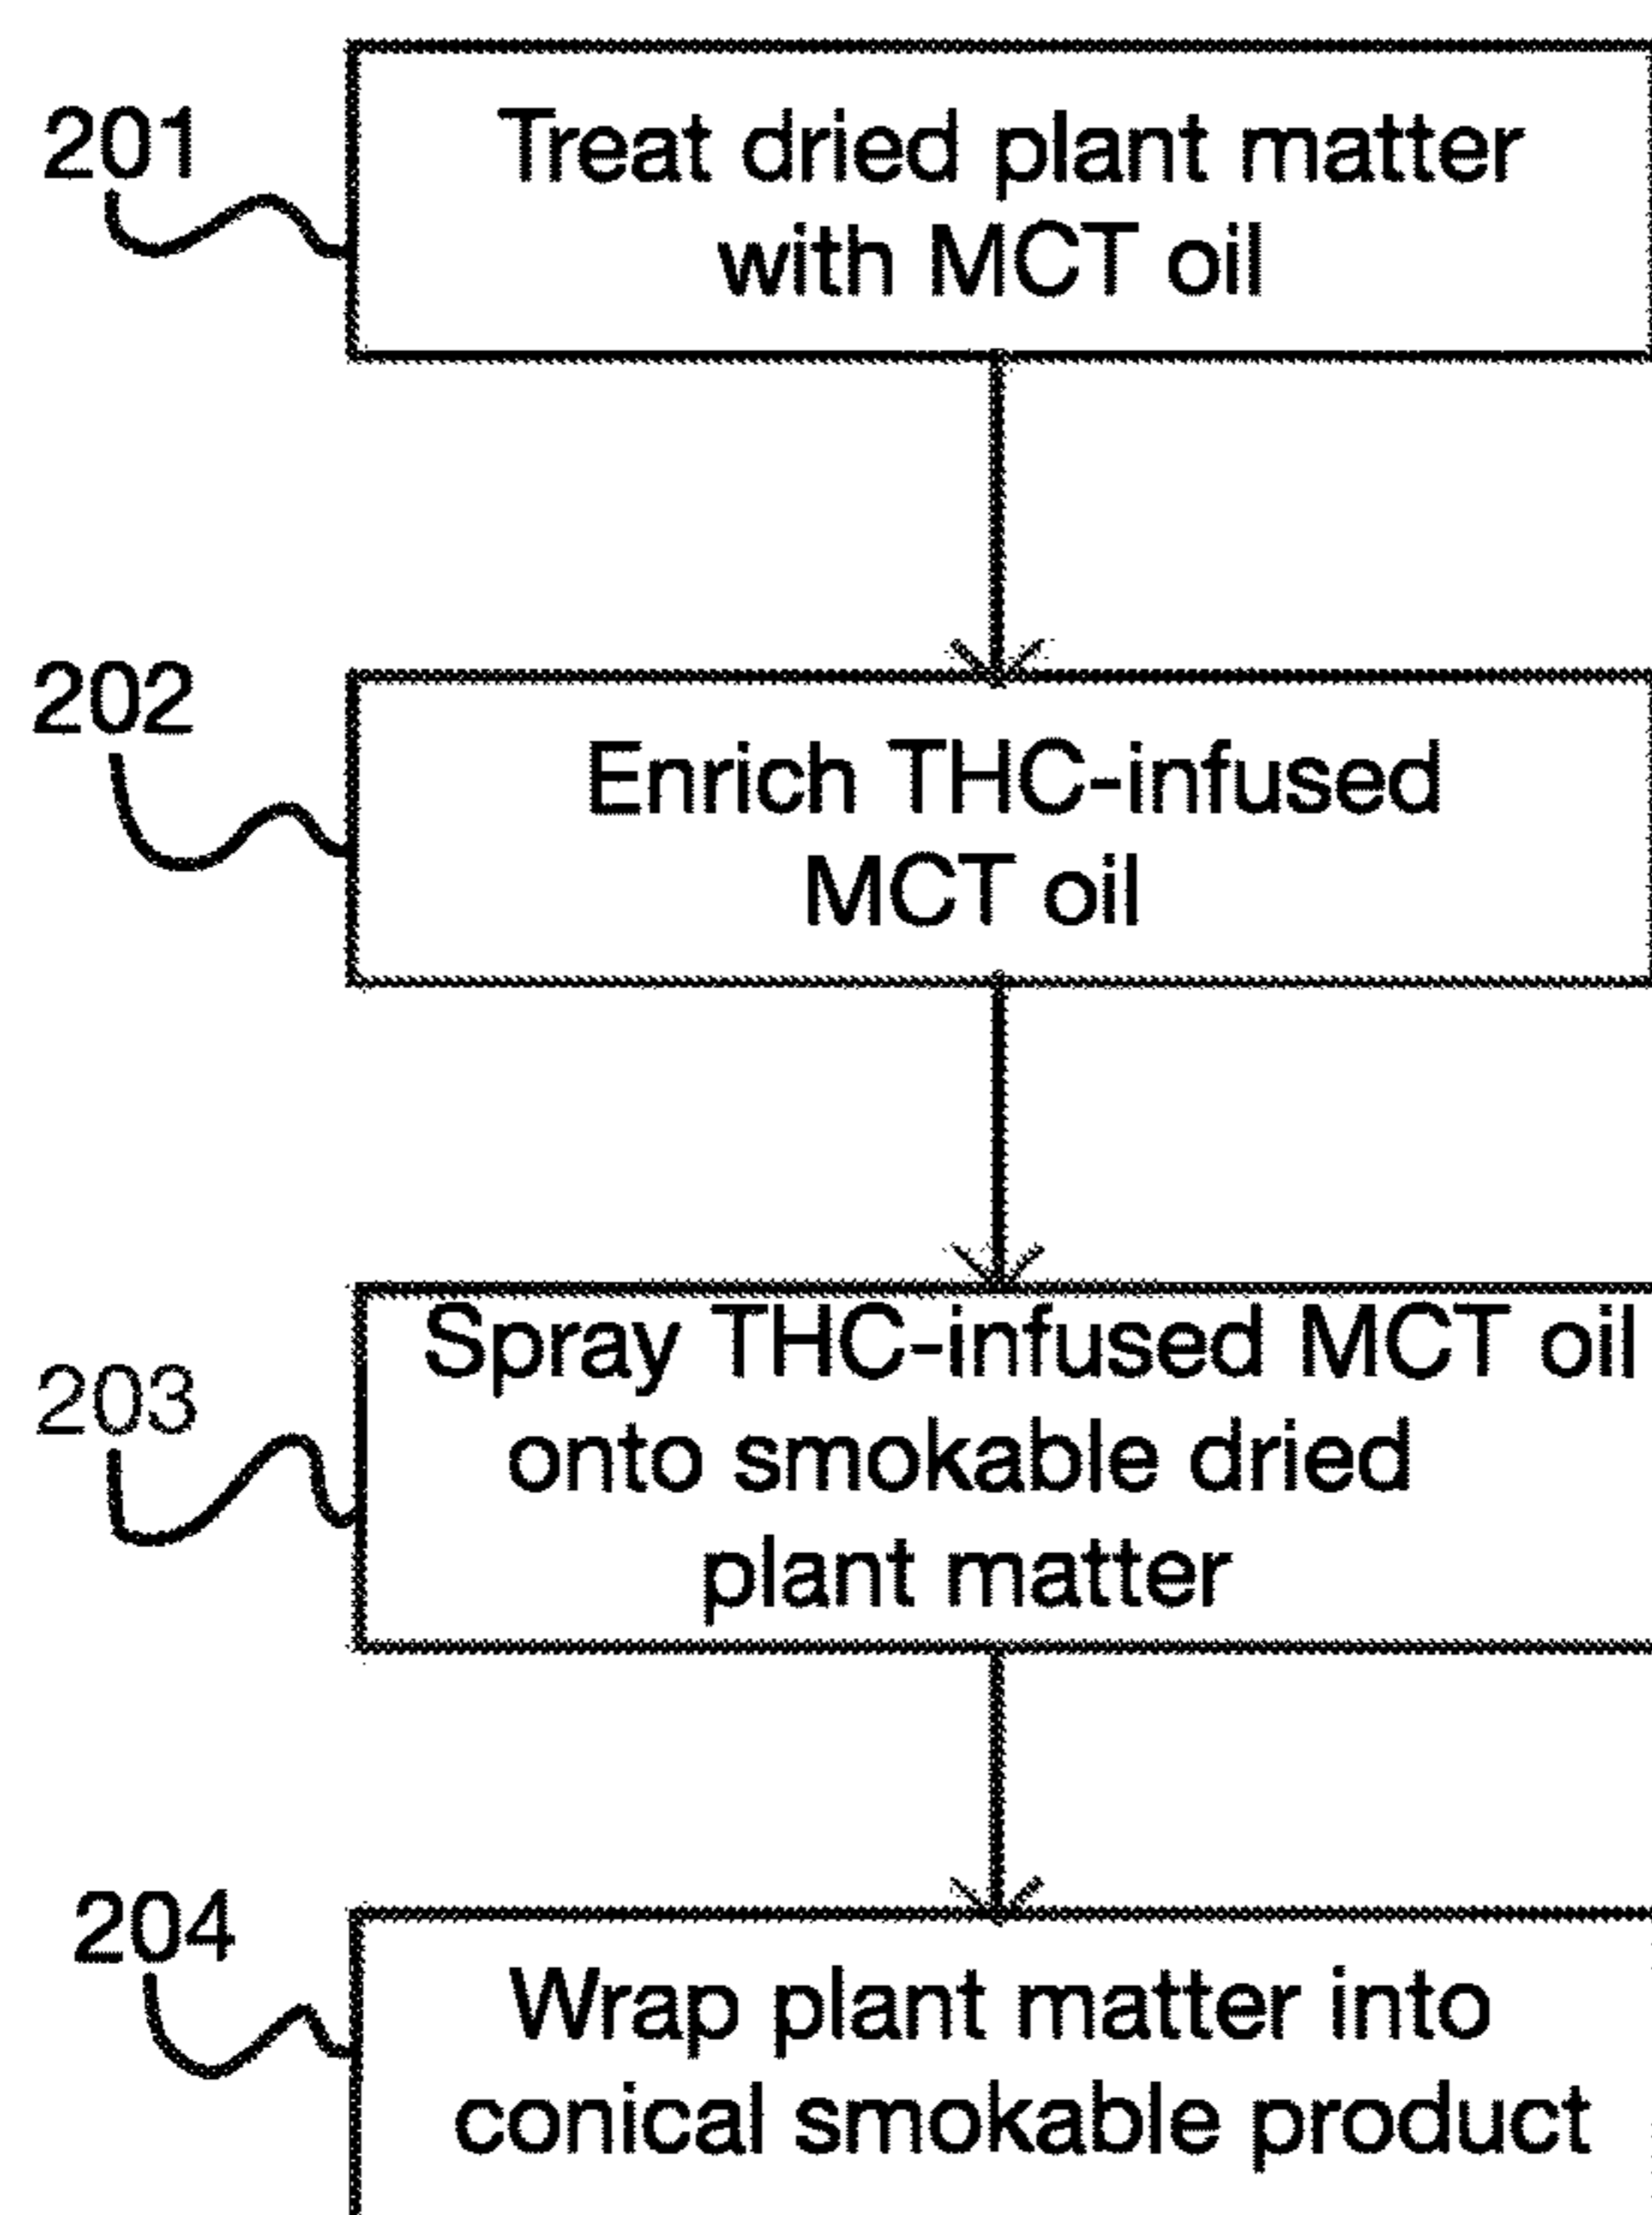 201
Treat dried plant matter
with MCT oil
202
Enrich THC-infused
MCT oil
203
Spray THC-infused MCT oil
onto smokable dried
plant matter
204
Wrap plant matter into
conical smokable product